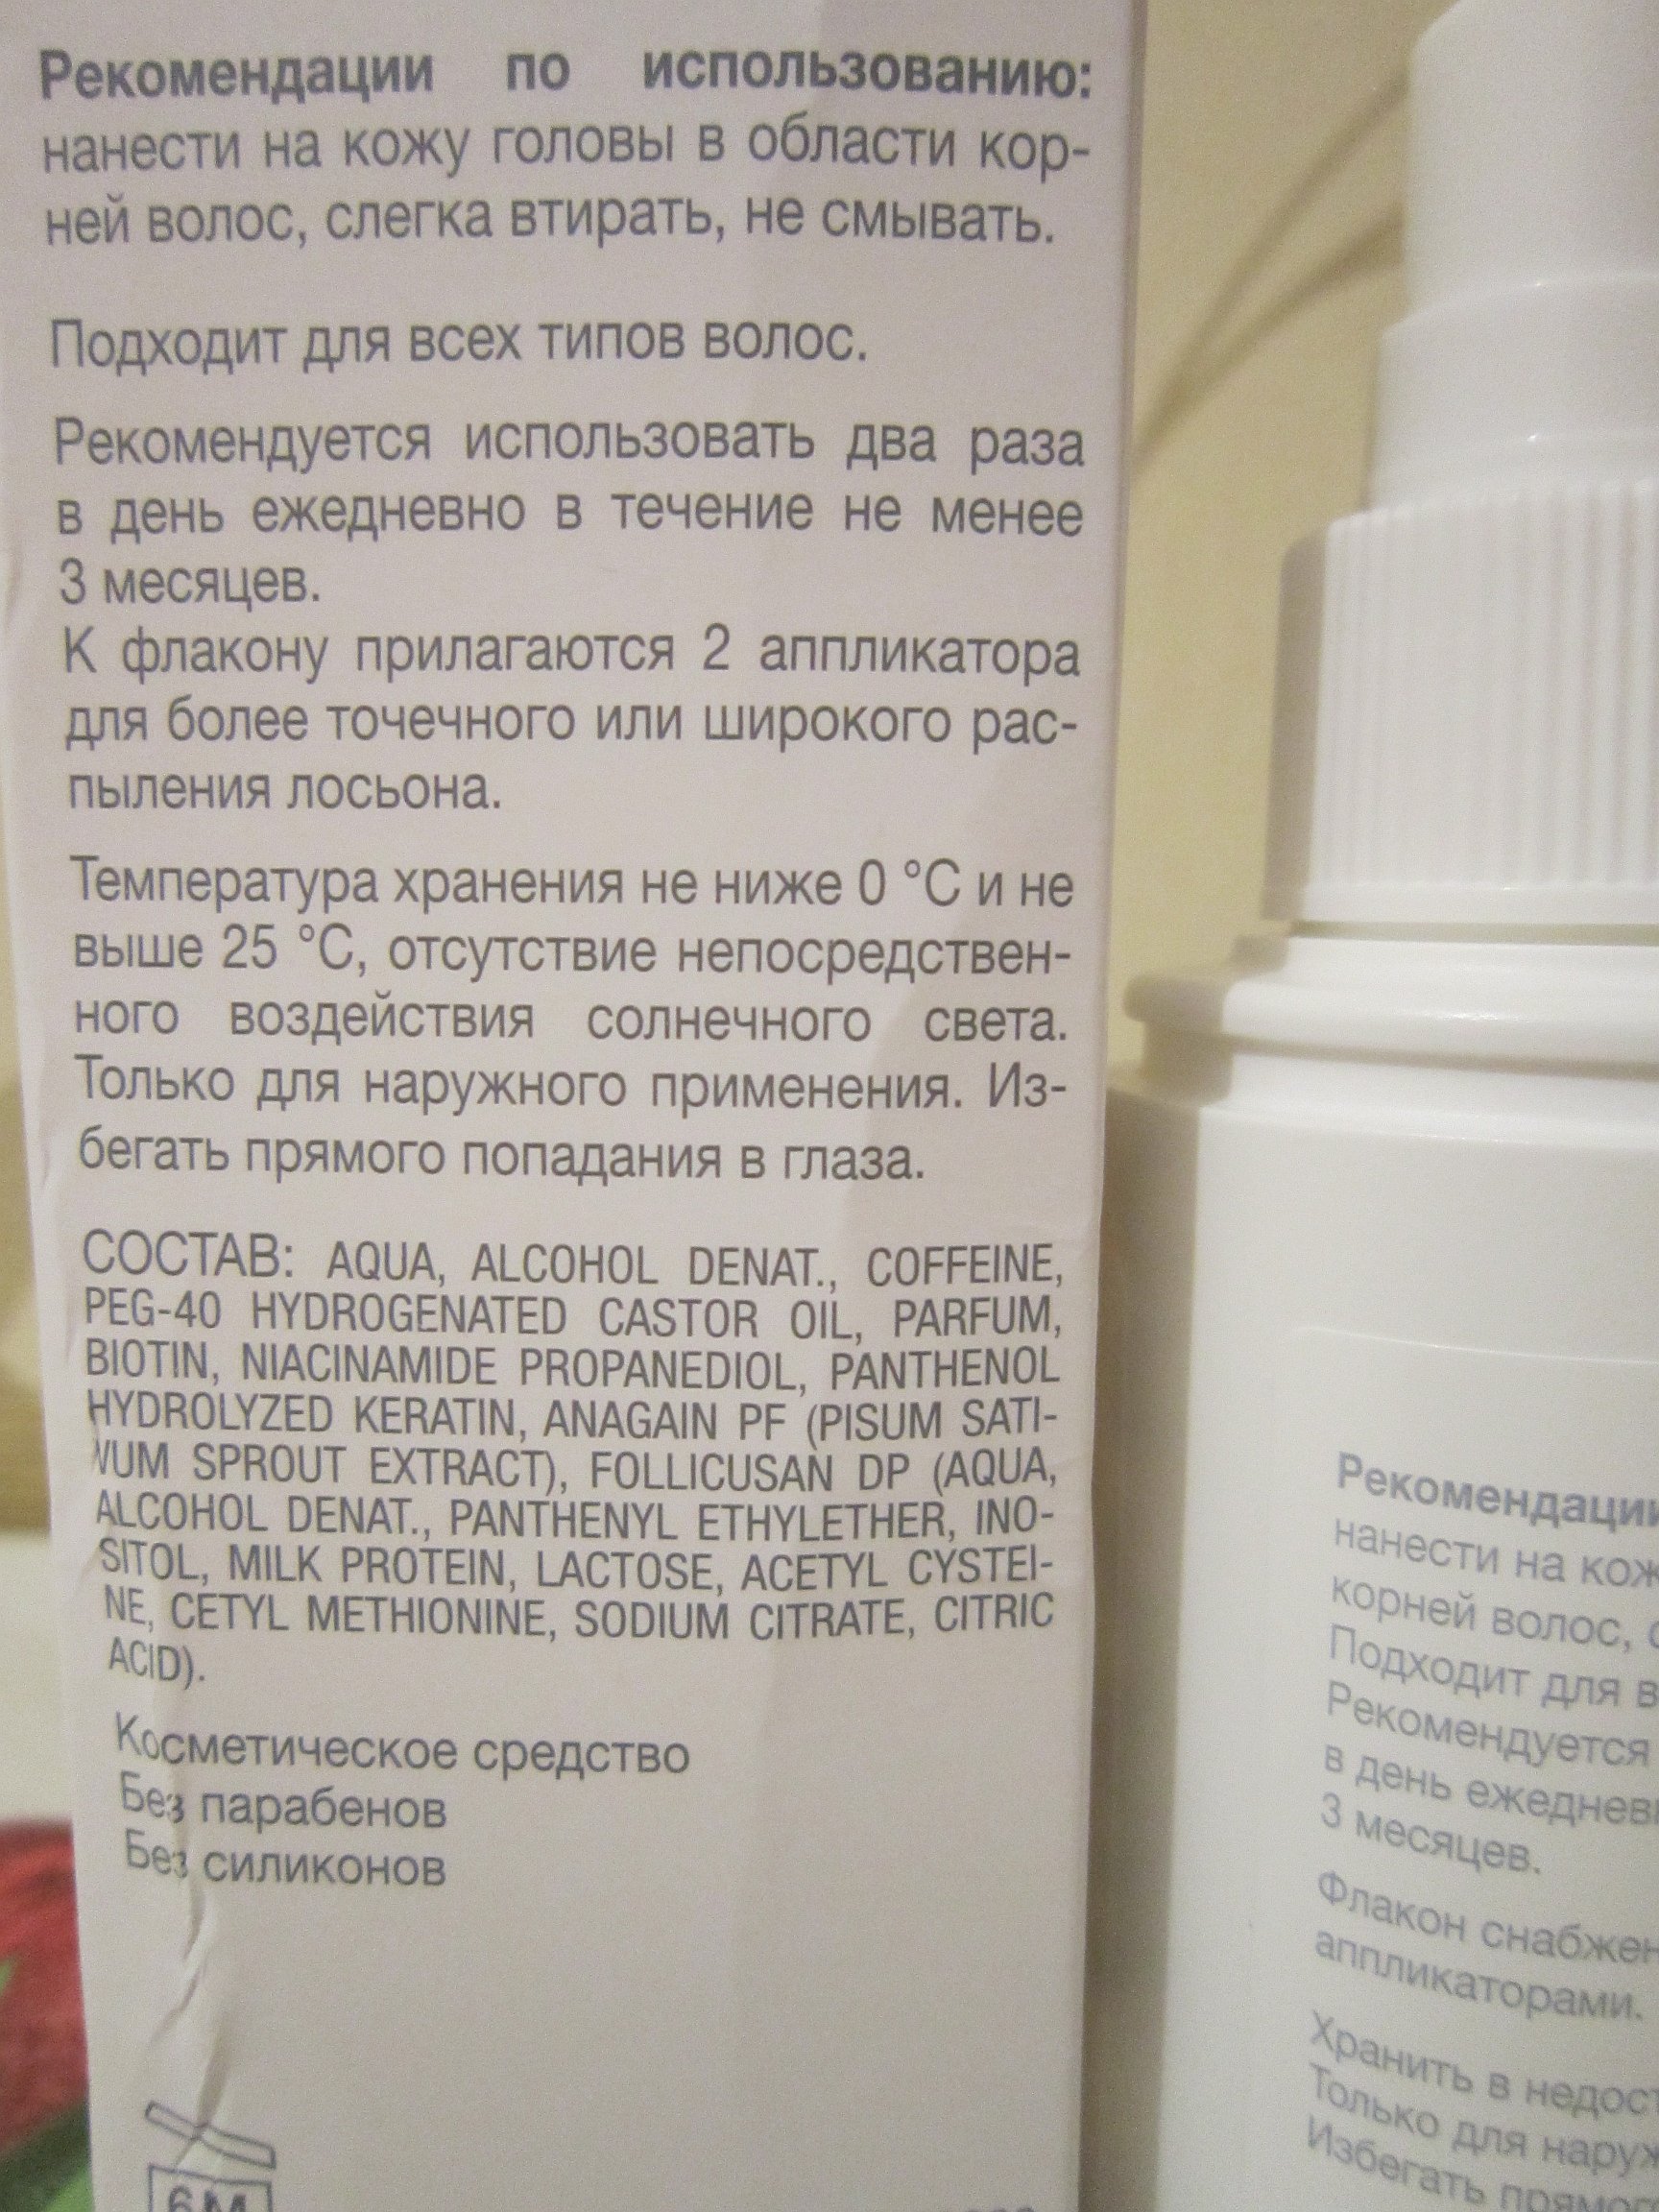 Рекомендации по использованию:
нанести на кожу головы в области кор-
ней волос, слегка втирать, не смывать.
Подходит для всех типов волос.
Рекомендуется использовать два раза
в день ежедневно в течение не менее
3 месяцев.
К флакону прилагаются 2 аппликатора
для более точечного или широкого рас-
пыления лосьона.
Температура хранения не ниже 0 °С и не
выше 25 °С, отсутствие непосредствен-
ного воздействия солнечного света.
Только для наружного применения. Из-
бегать прямого попадания в глаза.
СОСТАВ: AQUA, ALCOHOL DENAT., COFFEINE,
PEG-40 HYDROGENATED CASTOR OIL, PARFUM,
BIOTIN, NIACINAMIDE PROPANEDIOL, PANTHENOL
HYDROLYZED KERATIN, ANAGAIN PF (PISUM SATI-
VUM SPROUT EXTRACT), FOLLICUSAN DP (AQUA,
ALCOHOL DENAT., PANTHENYL ETHYLETHER, INO-
SITOL, MILK PROTEIN, LACTOSE, ACETYL CYSTEI-
NE, CETYL METHIONINE, SODIUM CITRATE, CITRIC
ACID).
Косметическое средство
Без парабенов
Без силиконов
6M
Рекомендации
нанести на кож
корней волос, с
Подходит для в
Рекомендуется
в день ежеднев
3 месяцев.
Флакон снабжен
аппликаторами.
Хранить в недост
Только для наруж
Избегать прямог